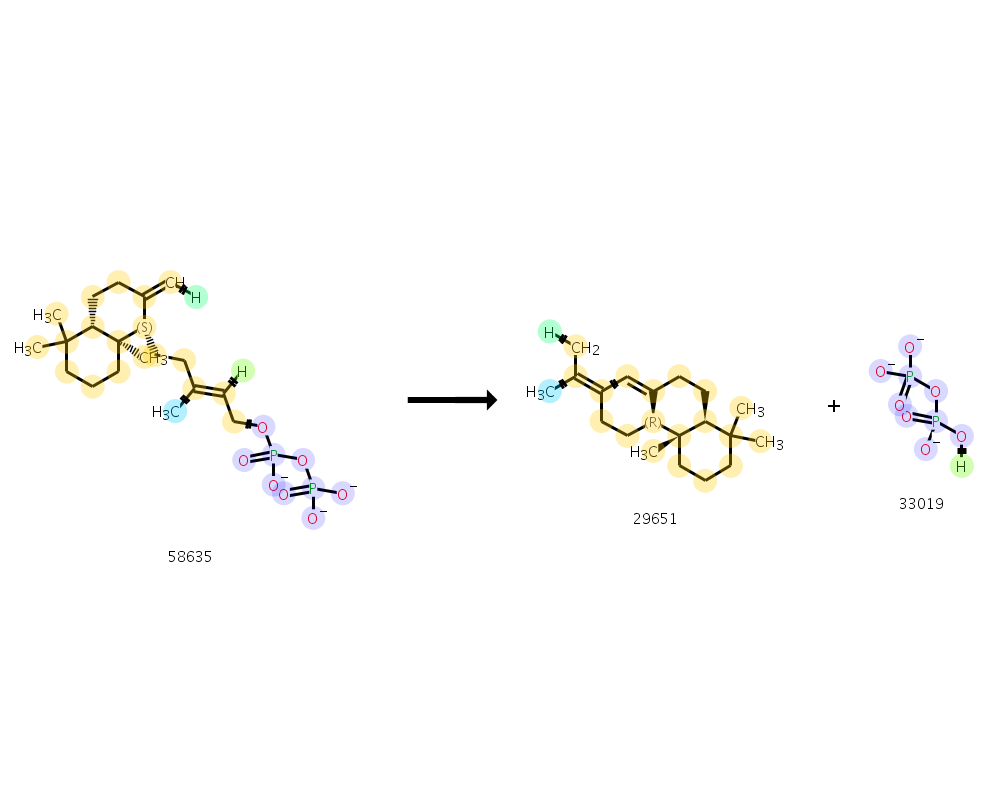 CH
H
H₃C
(S)
H₃C
CH3
H
H₃C
O
O
P
O
O⁻
O
P
O⁻
O⁻
58635
H
CH2
H₃C
(R)
H₃C
CH₃
CH₃
29651
+
O⁻
O⁻
P
O
O
O
P
O
O⁻
H
33019